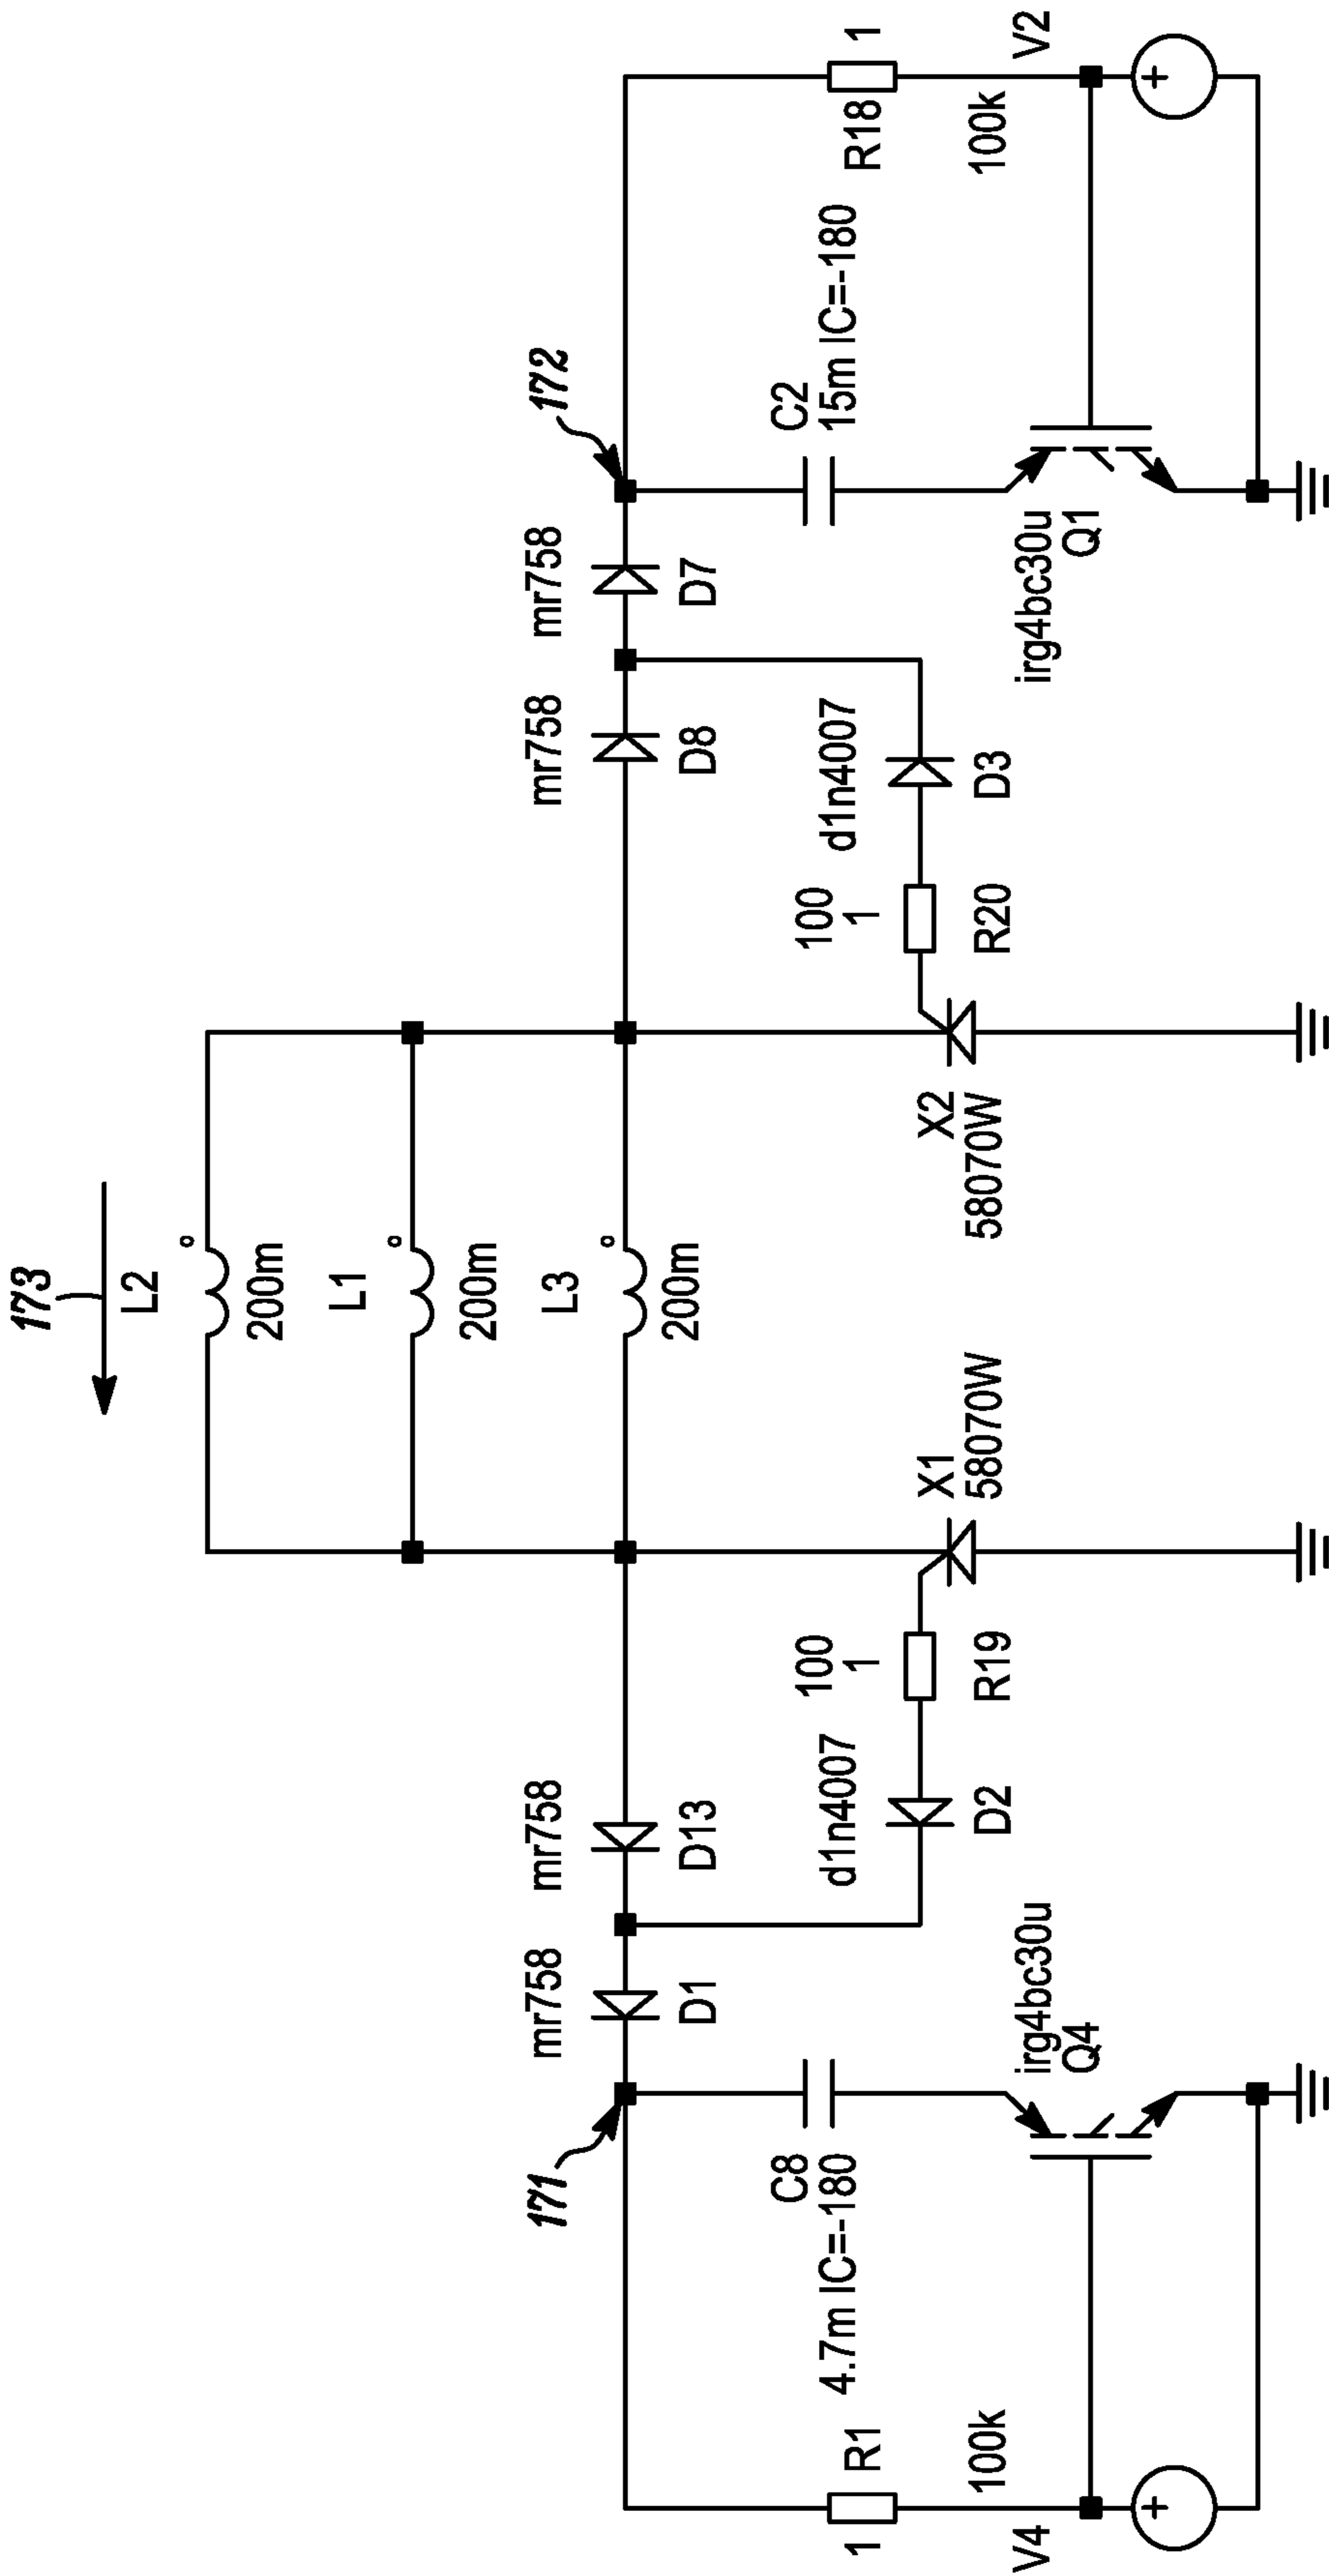 173
L2
200m
L1
200m
L3
200m
171
mr758
D1
mr758
D13
mr758
D8
mr758
D7
172
1
R1
100k
V4
C8
4.7m IC=-180
irg4bc30u
Q4
d1n4007
D2
100
1
R19
X1
58070W
X2
58070W
100
1
R20
d1n4007
D3
C2
15m IC=-180
irg4bc30u
Q1
R18
1
100k
V2
+
+